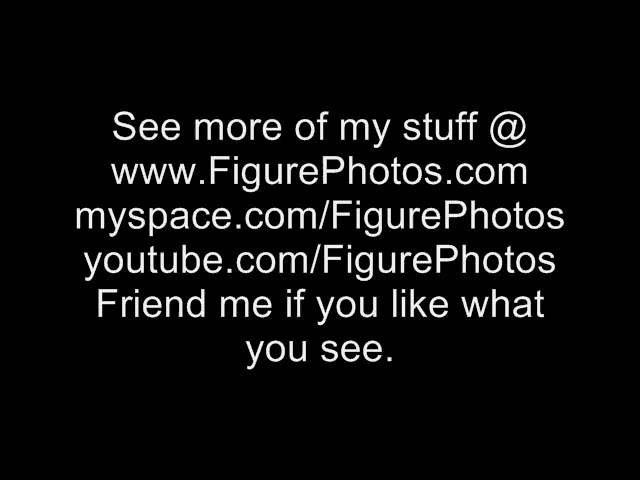 See more of my stuff @
www.FigurePhotos.com
myspace.com/FigurePhotos
youtube.com/FigurePhotos
Friend me if you like what
you see.